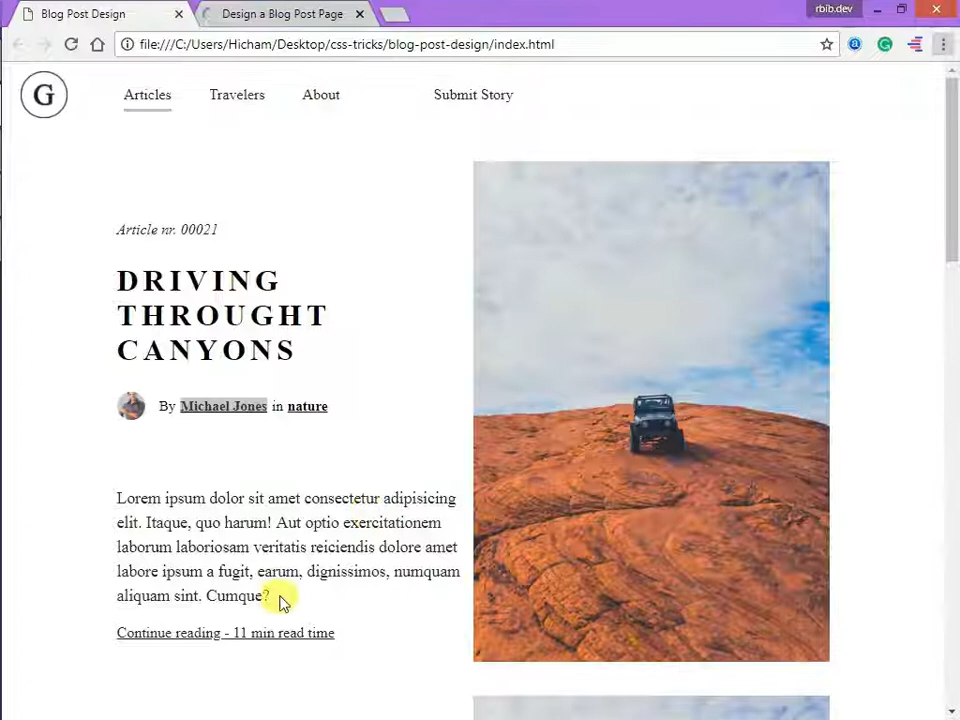 Blog Post Design
Design a Blog Post Page
rbib.dev
file:///C:/Users/Hicham/Desktop/css-tricks/blog-post-design/index.html
G
Articles
Travelers
About
Submit Story
Article nr. 00021
DRIVING
THROUGHT
CANYONS
By Michael Jones in nature
Lorem ipsum dolor sit amet consectetur adipisicing
elit. Itaque, quo harum! Aut optio exercitationem
laborum laboriosam veritatis reiciendis dolore amet
labore ipsum a fugit, earum, dignissimos, numquam
aliquam sint. Cumque?
Continue reading - 11 min read time